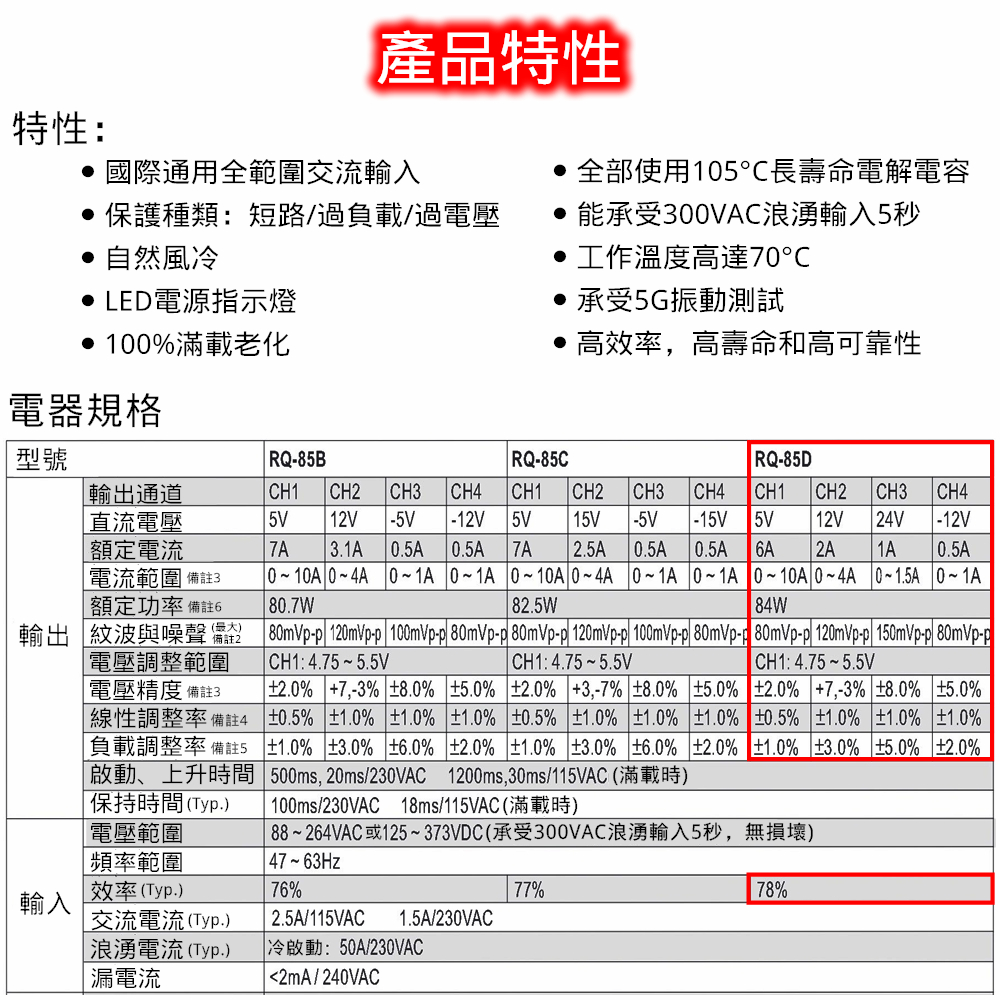 產品特性
特性：
• 國際通用全範圍交流輸入
• 保護種類：短路/過負載/過電壓
• 自然風冷
• LED電源指示燈
• 100%滿載老化
• 全部使用105°C長壽命電解電容
• 能承受300VAC浪湧輸入5秒
• 工作溫度高達70°C
• 承受5G振動測試
• 高效率，高壽命和高可靠性
電器規格
型號 RQ-85B RQ-85C RQ-85D
輸出
輸出通道 CH1 CH2 CH3 CH4 CH1 CH2 CH3 CH4 CH1 CH2 CH3 CH4
直流電壓 5V 12V -5V -12V 5V 15V -5V -15V 5V 12V 24V -12V
額定電流 7A 3.1A 0.5A 0.5A 7A 2.5A 0.5A 0.5A 6A 2A 1A 0.5A
電流範圍 備註3 0~10A 0~4A 0~1A 0~1A 0~10A 0~4A 0~1A 0~1A 0~10A 0~4A 0~1.5A 0~1A
額定功率 備註6 80.7W 82.5W 84W
紋波與噪聲 (最大) 備註2 80mVp-p 120mVp-p 100mVp-p 80mVp-p 80mVp-p 120mVp-p 100mVp-p 80mVp-p 80mVp-p 120mVp-p 150mVp-p 80mVp-p
電壓調整範圍 CH1: 4.75~5.5V CH1: 4.75~5.5V CH1: 4.75~5.5V
電壓精度 備註3 ±2.0% +7,-3% ±8.0% ±5.0% ±2.0% +3,-7% ±8.0% ±5.0% ±2.0% +7,-3% ±8.0% ±5.0%
線性調整率 備註4 ±0.5% ±1.0% ±1.0% ±1.0% ±0.5% ±1.0% ±1.0% ±1.0% ±0.5% ±1.0% ±1.0% ±1.0%
負載調整率 備註5 ±1.0% ±3.0% ±6.0% ±2.0% ±1.0% ±3.0% ±6.0% ±2.0% ±1.0% ±3.0% ±5.0% ±2.0%
啟動、上升時間 500ms, 20ms/230VAC 1200ms,30ms/115VAC (滿載時)
保持時間 (Typ.) 100ms/230VAC 18ms/115VAC (滿載時)
輸入
電壓範圍 88~264VAC或125~373VDC(承受300VAC浪湧輸入5秒，無損壞)
頻率範圍 47~63Hz
效率 (Typ.) 76% 77% 78%
交流電流 (Typ.) 2.5A/115VAC 1.5A/230VAC
浪湧電流 (Typ.) 冷啟動：50A/230VAC
漏電流 <2mA / 240VAC